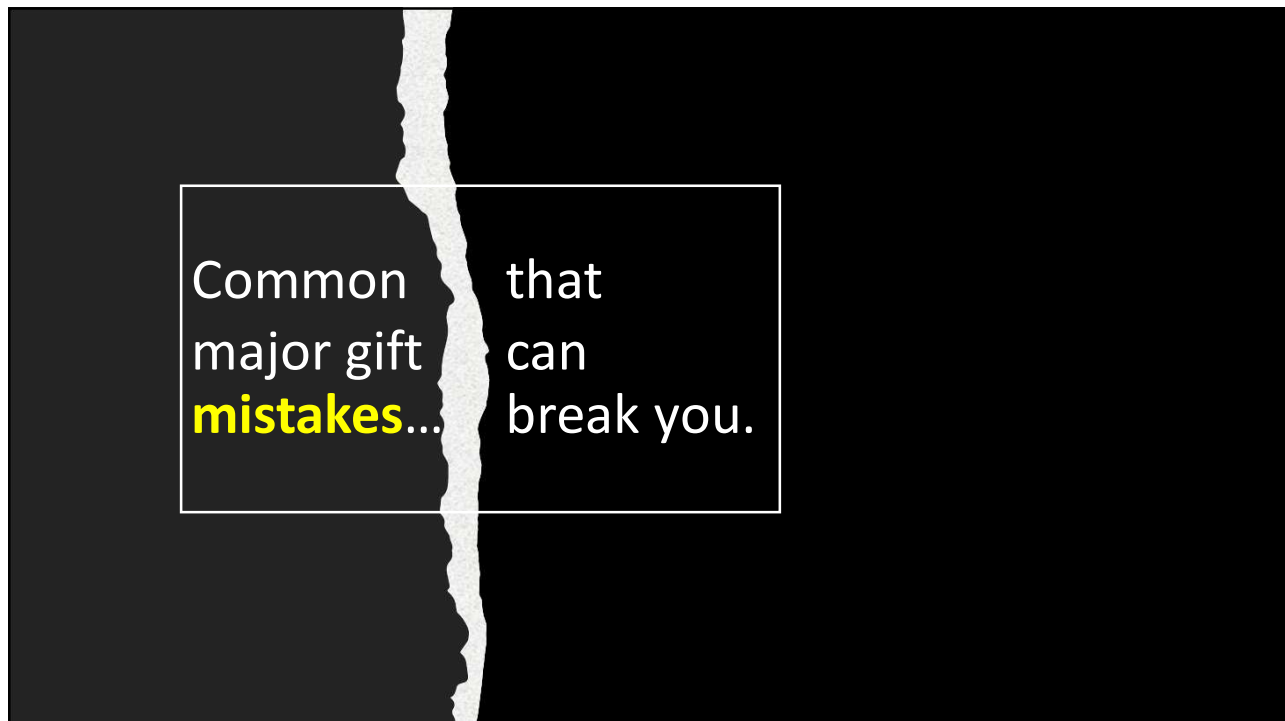 Common
major gift
mistakes...
that
can
break you.